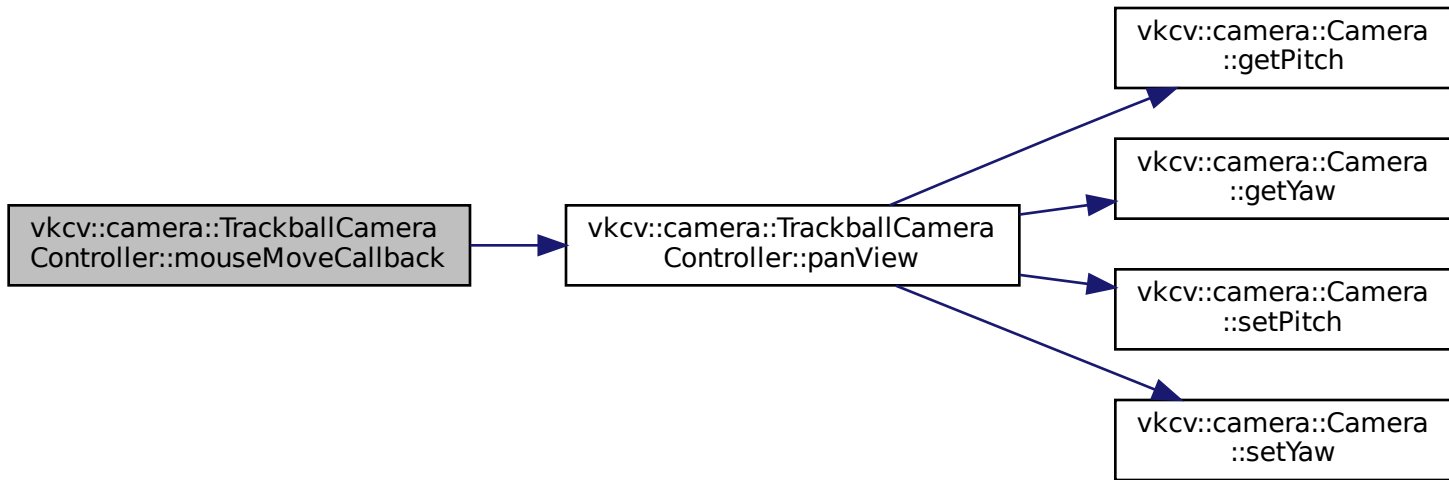 vkcv::camera::TrackballCamera
Controller::mouseMoveCallback
vkcv::camera::TrackballCamera
Controller::panView
vkcv::camera::Camera
::getPitch
vkcv::camera::Camera
::getYaw
vkcv::camera::Camera
::setPitch
vkcv::camera::Camera
::setYaw